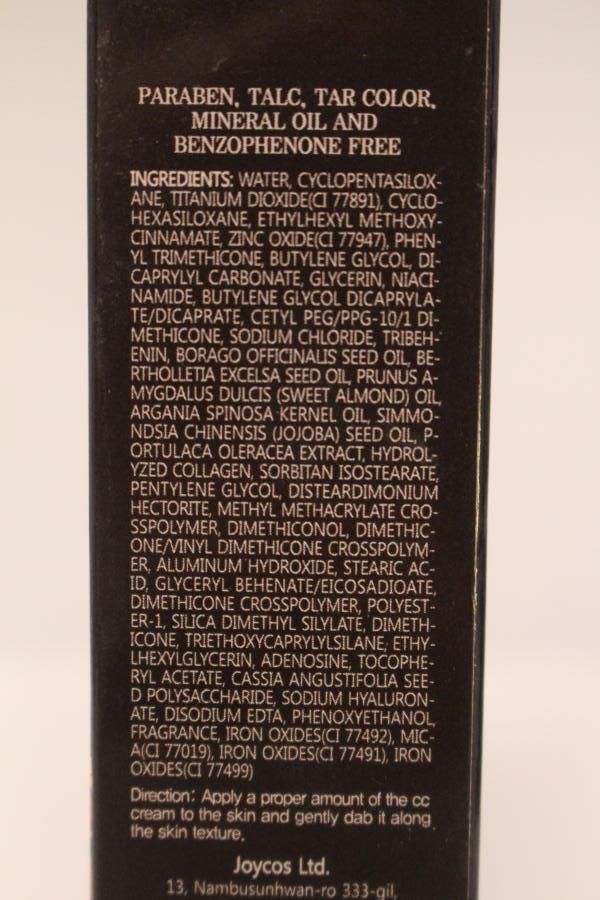 PARABEN, TALC, TAR COLOR,
MINERAL OIL AND
BENZOPHENONE FREE
INGREDIENTS: WATER, CYCLOPENTASILOX-
ANE, TITANIUM DIOXIDE(CI 77891), CYCLO-
HEXASILOXANE, ETHYLHEXYL METHOXY-
CINNAMATE, ZINC OXIDE(CI 77947), PHEN-
YL TRIMETHICONE, BUTYLENE GLYCOL, DI-
CAPRYLYL CARBONATE, GLYCERIN, NIACI-
NAMIDE, BUTYLENE GLYCOL DICAPRYLA-
TE/DICAPRATE, CETYL PEG/PPG-10/1 DI-
METHICONE, SODIUM CHLORIDE, TRIBEH-
ENIN, BORAGO OFFICINALIS SEED OIL, BE-
RTHOLLETIA EXCELSA SEED OIL, PRUNUS A-
MYGDALUS DULCIS (SWEET ALMOND) OIL,
ARGANIA SPINOSA KERNEL OIL, SIMMO-
NDSIA CHINENSIS (JOJOBA) SEED OIL, P-
ORTULACA OLERACEA EXTRACT, HYDROL-
YZED COLLAGEN, SORBITAN ISOSTEARATE,
PENTYLENE GLYCOL, DISTEARDIMONIUM
HECTORITE, METHYL METHACRYLATE CRO-
SSPOLYMER, DIMETHICONOL, DIMETHIC-
ONE/VINYL DIMETHICONE CROSSPOLYM-
ER, ALUMINUM HYDROXIDE, STEARIC AC-
ID, GLYCERYL BEHENATE/EICOSADIOATE,
DIMETHICONE CROSSPOLYMER, POLYEST-
ER-1, SILICA DIMETHYL SILYLATE, DIMETH-
ICONE, TRIETHOXYCAPRYLYLSILANE, ETHY-
LHEXYLGLYCERIN, ADENOSINE, TOCOPHE-
RYL ACETATE, CASSIA ANGUSTIFOLIA SEE-
D POLYSACCHARIDE, SODIUM HYALURON-
ATE, DISODIUM EDTA, PHENOXYETHANOL,
FRAGRANCE, IRON OXIDES(CI 77492), MIC-
A(CI 77019), IRON OXIDES(CI 77491), IRON
OXIDES(CI 77499)
Direction: Apply a proper amount of the cc
cream to the skin and gently dab it along
the skin texture.
Joycos Ltd.
13, Nambusunhwan-ro 333-gil,